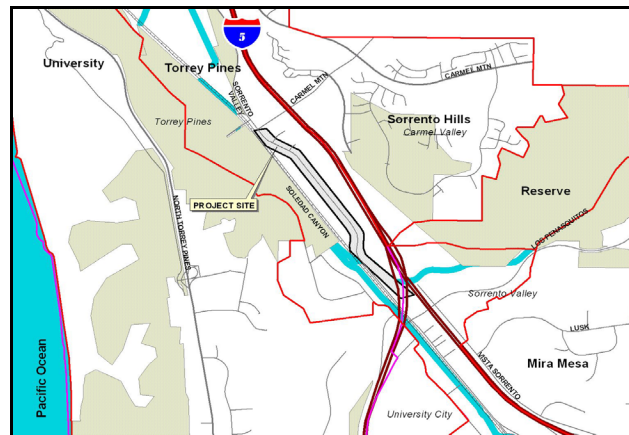 5
University
Torrey Pines
CARMEL MTN
SORRENTO
VALLEY
CARMEL MTN
Torrey Pines
Sorrento Hills
Carmel Valley
Reserve
PROJECT SITE
SOLEDAD CANYON
NORTH TORREY PINES
LOS PENASQUITOS
Sorrento Valley
LUSK
Pacific Ocean
VISTA SORRENTO
Mira Mesa
University City